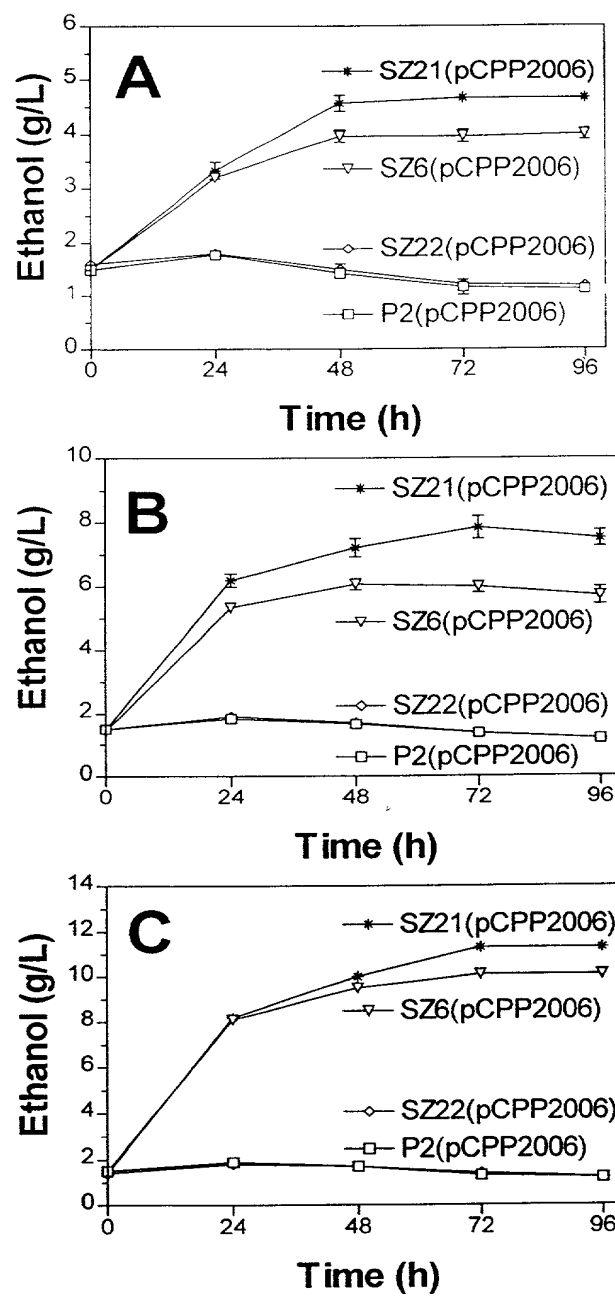 A
Ethanol (g/L)
6
5
4
3
2
1
0
SZ21(pCPP2006)
SZ6(pCPP2006)
SZ22(pCPP2006)
P2(pCPP2006)
0 24 48 72 96
Time (h)
B
Ethanol (g/L)
10
8
6
4
2
0
SZ21(pCPP2006)
SZ6(pCPP2006)
SZ22(pCPP2006)
P2(pCPP2006)
0 24 48 72 96
Time (h)
C
Ethanol (g/L)
14
12
10
8
6
4
2
0
SZ21(pCPP2006)
SZ6(pCPP2006)
SZ22(pCPP2006)
P2(pCPP2006)
0 24 48 72 96
Time (h)